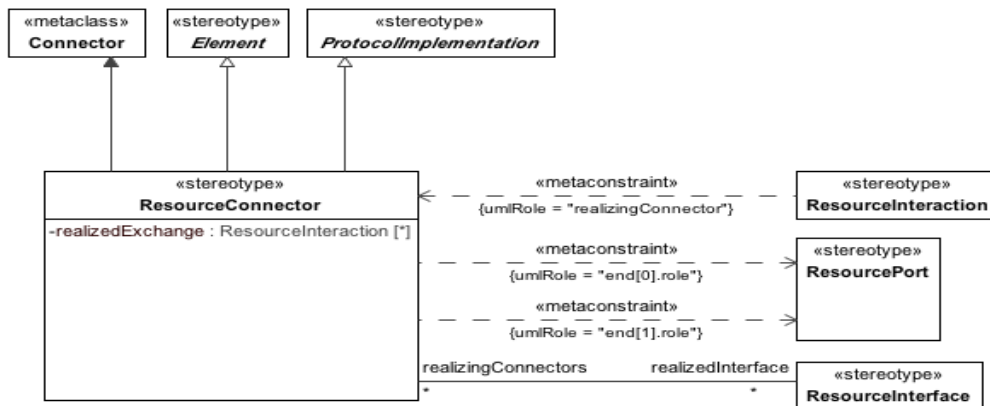 «metaclass»
Connector
«stereotype»
Element
«stereotype»
ProtocolImplementation
«stereotype»
ResourceConnector
-realizedExchange : ResourceInteraction [*]
«metaconstraint»
{umlRole = "realizingConnector"}
«stereotype»
ResourceInteraction
«metaconstraint»
{umlRole = "end[0].role"}
«stereotype»
ResourcePort
«metaconstraint»
{umlRole = "end[1].role"}
realizingConnectors
realizedInterface
*
*
«stereotype»
ResourceInterface